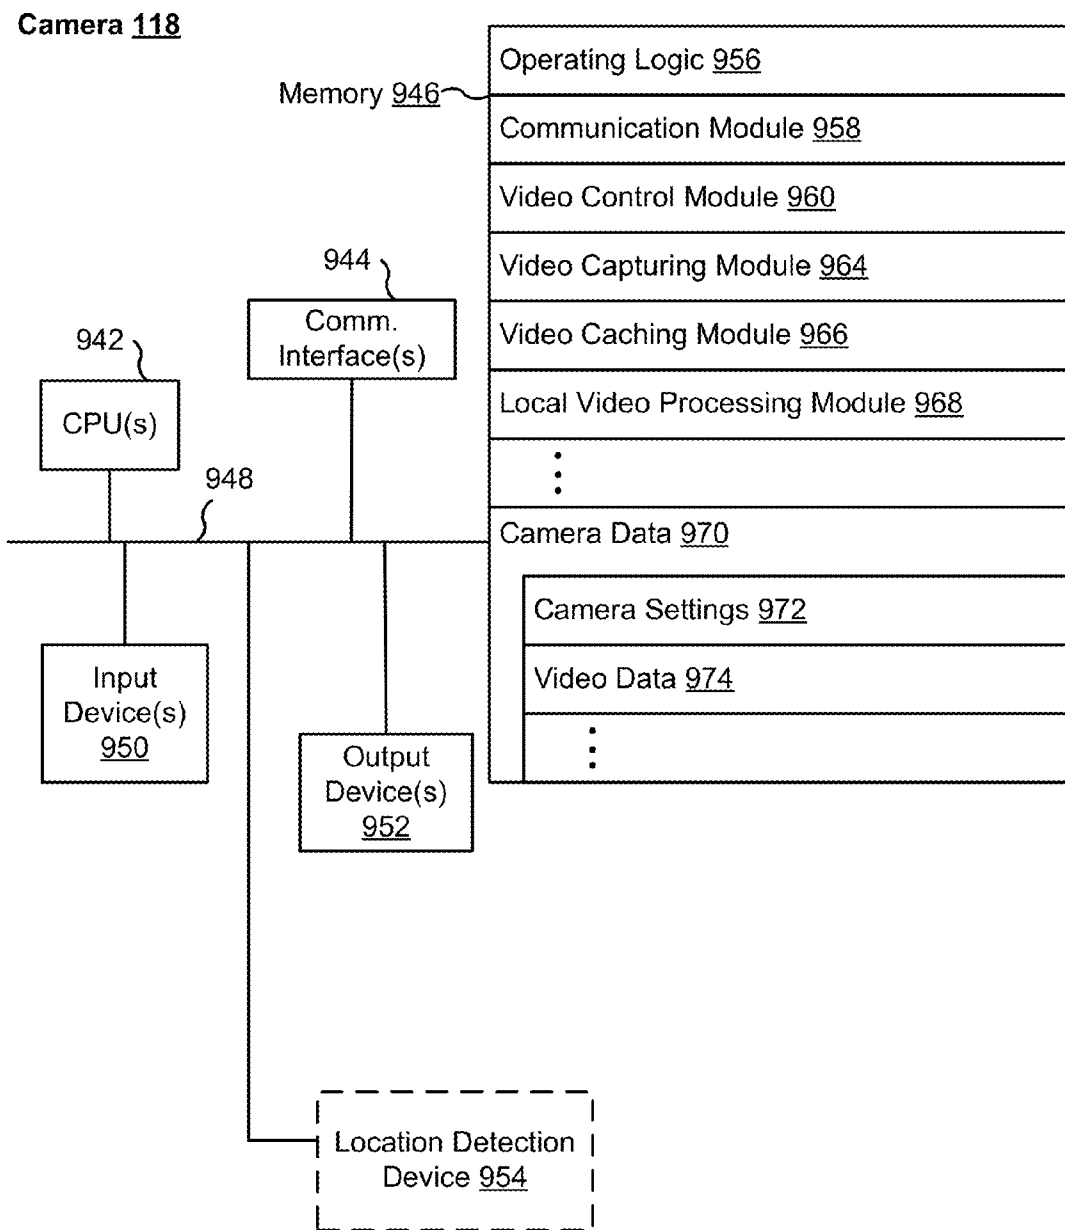 Camera 118
Operating Logic 956
Memory 946
Communication Module 958
Video Control Module 960
Video Capturing Module 964
Video Caching Module 966
Local Video Processing Module 968
944
Comm.
Interface(s)
942
CPU(s)
948
Camera Data 970
Camera Settings 972
Video Data 974
Input
Device(s)
950
Output
Device(s)
952
Location Detection
Device 954